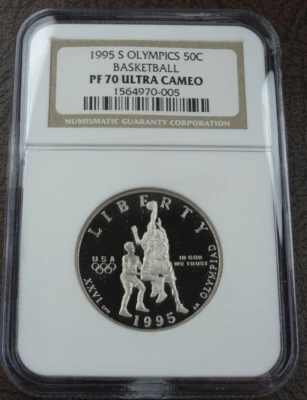 1995 S OLYMPICS 50C
BASKETBALL
PF 70 ULTRA CAMEO
1564970-005
NUMISMATIC GUARANTY CORPORATION
LIBERTY
USA
IN GOD
WE TRUST
XXVI
OLYMPIAD
1995